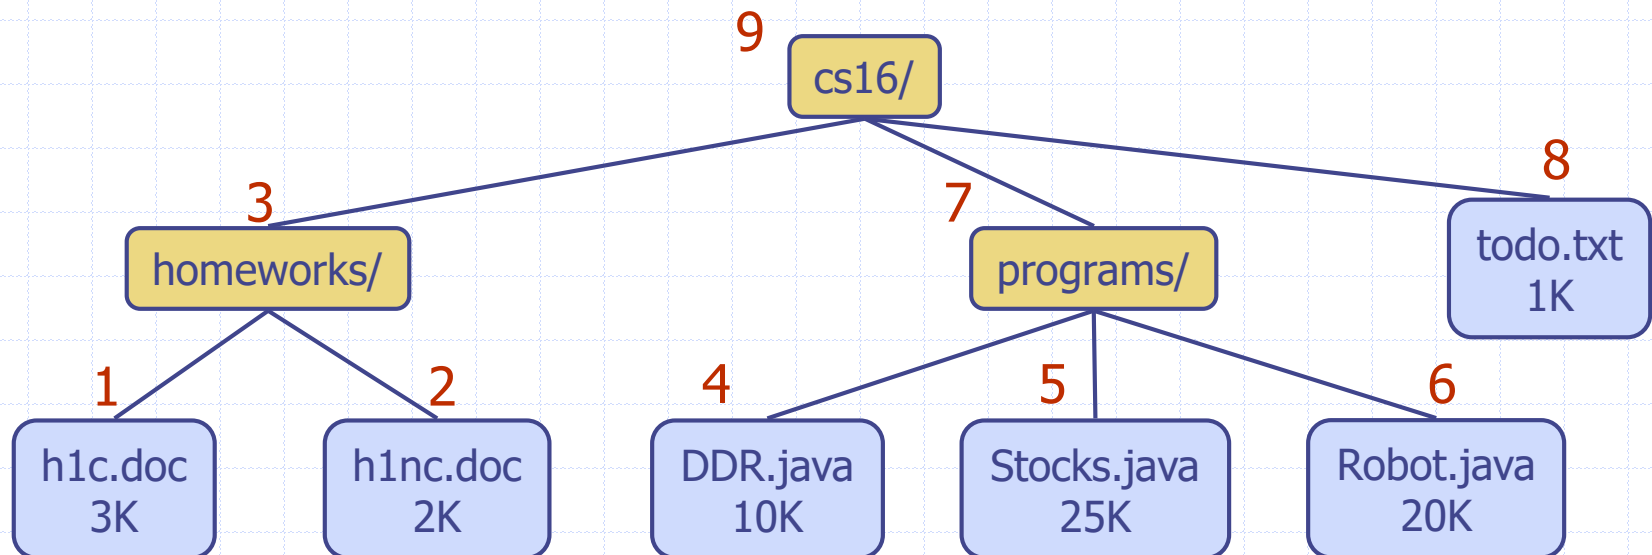 9
cs16/
8
3
7
homeworks/
programs/
todo.txt
1K
1
2
4
5
6
h1c.doc
3K
h1nc.doc
2K
DDR.java
10K
Stocks.java
25K
Robot.java
20K